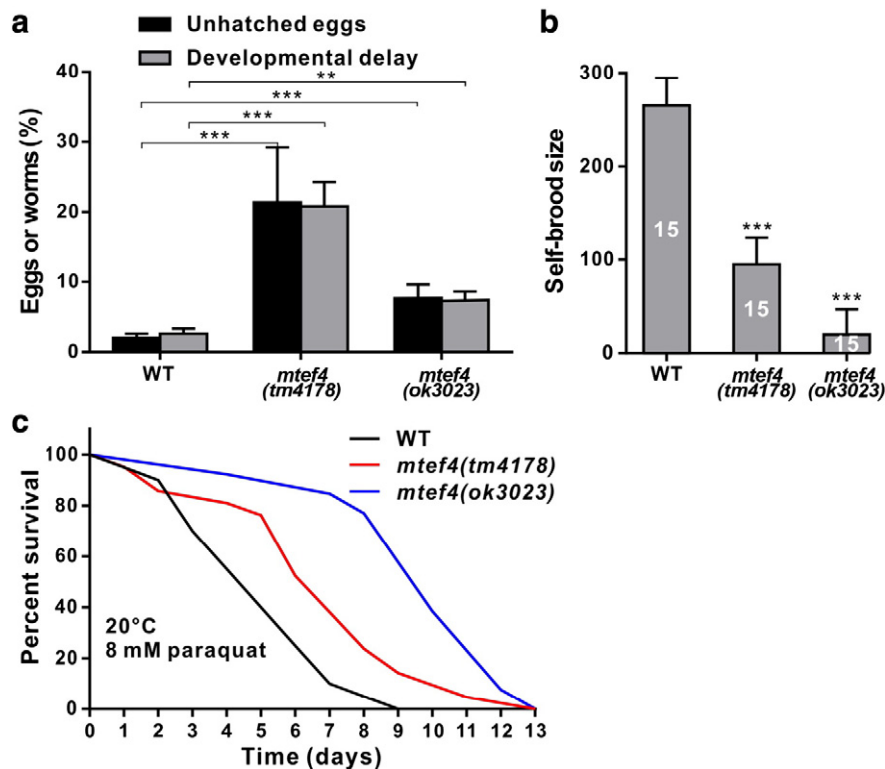 a
Unhatched eggs
Developmental delay
Eggs or worms (%)
40
30
20
10
0
**
***
***
***
WT
mtef4
(tm4178)
mtef4
(ok3023)
b
Self-brood size
300
200
100
0
15
***
15
***
15
WT
mtef4
(tm4178)
mtef4
(ok3023)
c
WT
mtef4(tm4178)
mtef4(ok3023)
Percent survival
100
80
60
40
20
0
20°C
8 mM paraquat
0 1 2 3 4 5 6 7 8 9 10 11 12 13
Time (days)